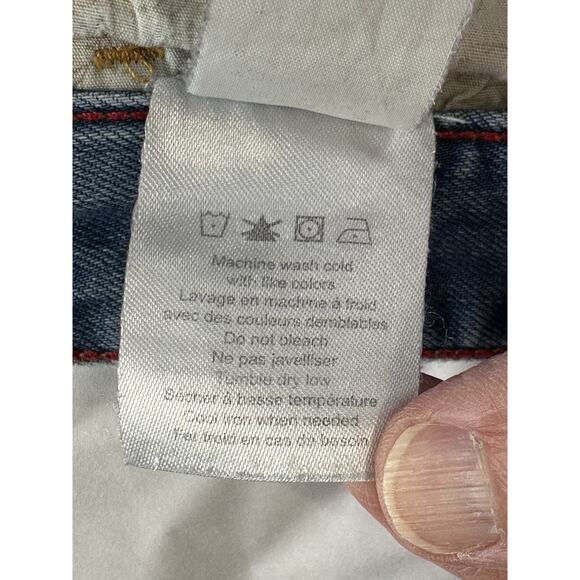 Machine wash cold
with like colors
Lavage en machine à froid
avec des couleurs demblables
Do not bleach
Ne pas javelliser
Tumble dry low
Sécher à basse température
Cool iron when needed
Fer froid en cas de besoin